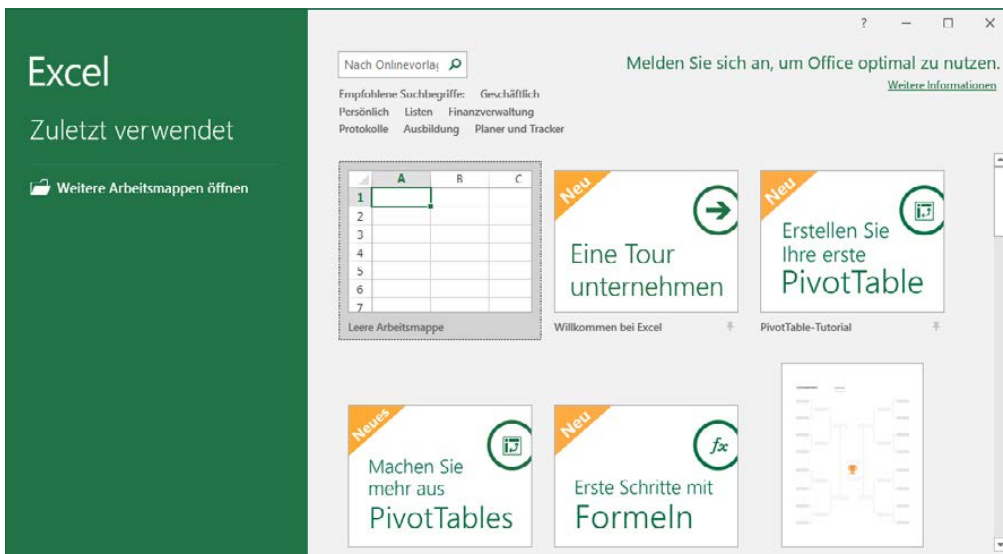 ?
Excel
Zuletzt verwendet
Weitere Arbeitsmappen öffnen
Nach Onlinevorlag
Melden Sie sich an, um Office optimal zu nutzen.
Weitere Informationen
Empfohlene Suchbegriffe: Geschäftlich
Persönlich Listen Finanzverwaltung
Protokolle Ausbildung Planer und Tracker
A B C
1
2
3
4
5
6
7
Leere Arbeitsmappe
Neu
Eine Tour
unternehmen
Willkommen bei Excel
Neu
Erstellen Sie
Ihre erste
PivotTable
PivotTable-Tutorial
Neues
Machen Sie
mehr aus
PivotTables
Neu
fx
Erste Schritte mit
Formeln